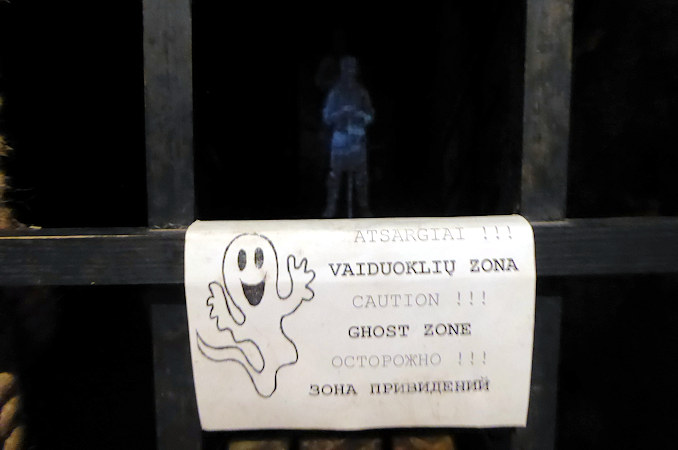 ATSARGIAI !!!
VAIDUOKLIŲ ZONA
CAUTION !!!
GHOST ZONE
ОСТОРОЖНО !!!
ЗОНА ПРИВИДЕНИЙ